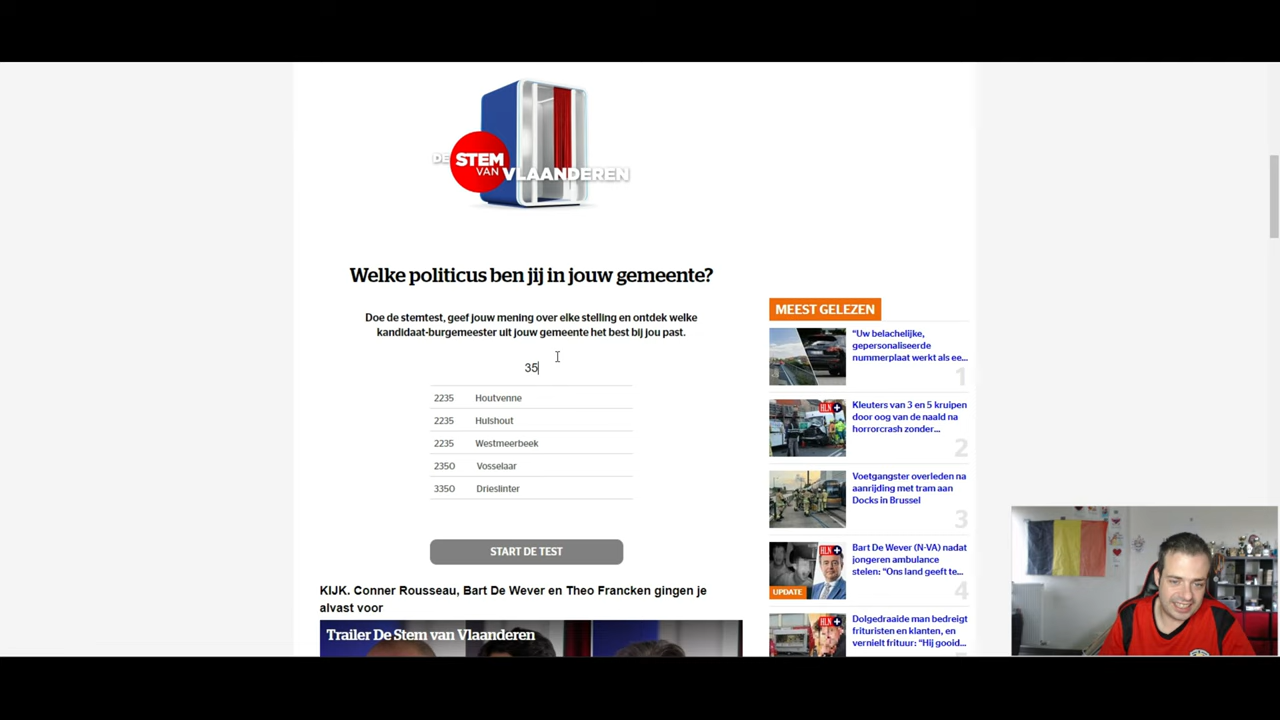 DE STEM
VAN VLAANDEREN
Welke politicus ben jij in jouw gemeente?
Doe de stemtest, geef jouw mening over elke stelling en ontdek welke
kandidaat-burgemeester uit jouw gemeente het best bij jou past.
35
2235 Houtvenne
2235 Hulshout
2235 Westmeerbeek
2350 Vosselaar
3350 Drieslinter
START DE TEST
KIJK. Conner Rousseau, Bart De Wever en Theo Francken gingen je
alvast voor
Trailer De Stem van Vlaanderen
MEEST GELEZEN
"Uw belachelijke,
gepersonaliseerde
nummerplaat werkt als ee...
1
HLN +
Kleuters van 3 en 5 kruipen
door oog van de naald na
horrorcrash zonder...
2
Voetgangster overleden na
aanrijding met tram aan
Docks in Brussel
3
HLN +
UPDATE
Bart De Wever (N-VA) nadat
jongeren ambulance
stelen: "Ons land geeft te...
4
HLN +
Dolgedraaide man bedreigt
frituristen en klanten, en
vernielt frituur: "Hij gooid...